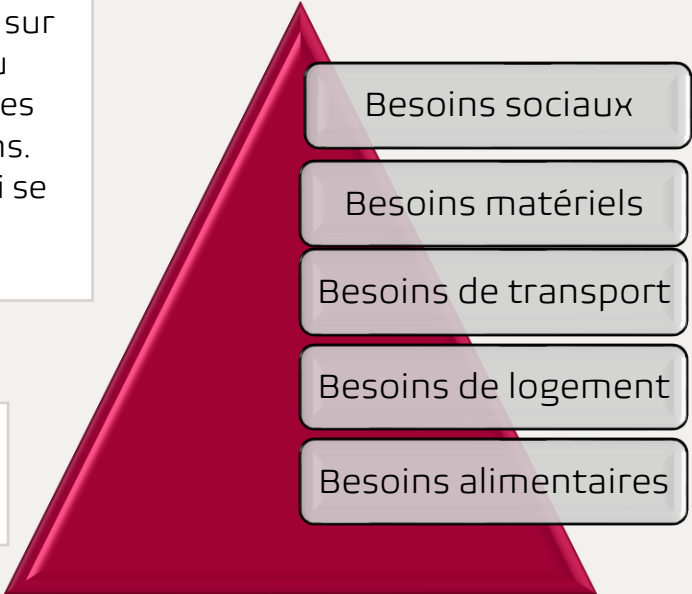 sur
es
ns.
i se
Besoins sociaux
Besoins matériels
Besoins de transport
Besoins de logement
Besoins alimentaires